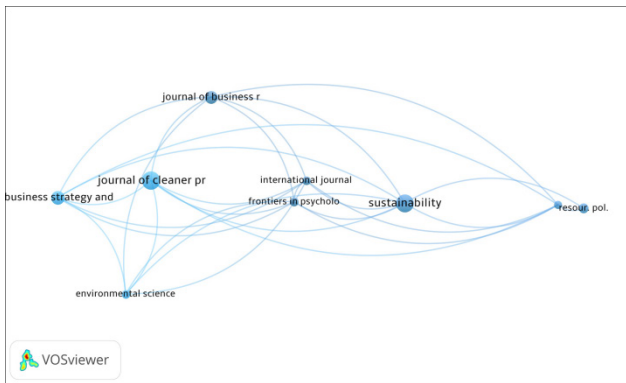 journal of business r
journal of cleaner pr
international journal
business strategy and
frontiers in psycholo
sustainability
resour. pol.
environmental science
VOSviewer